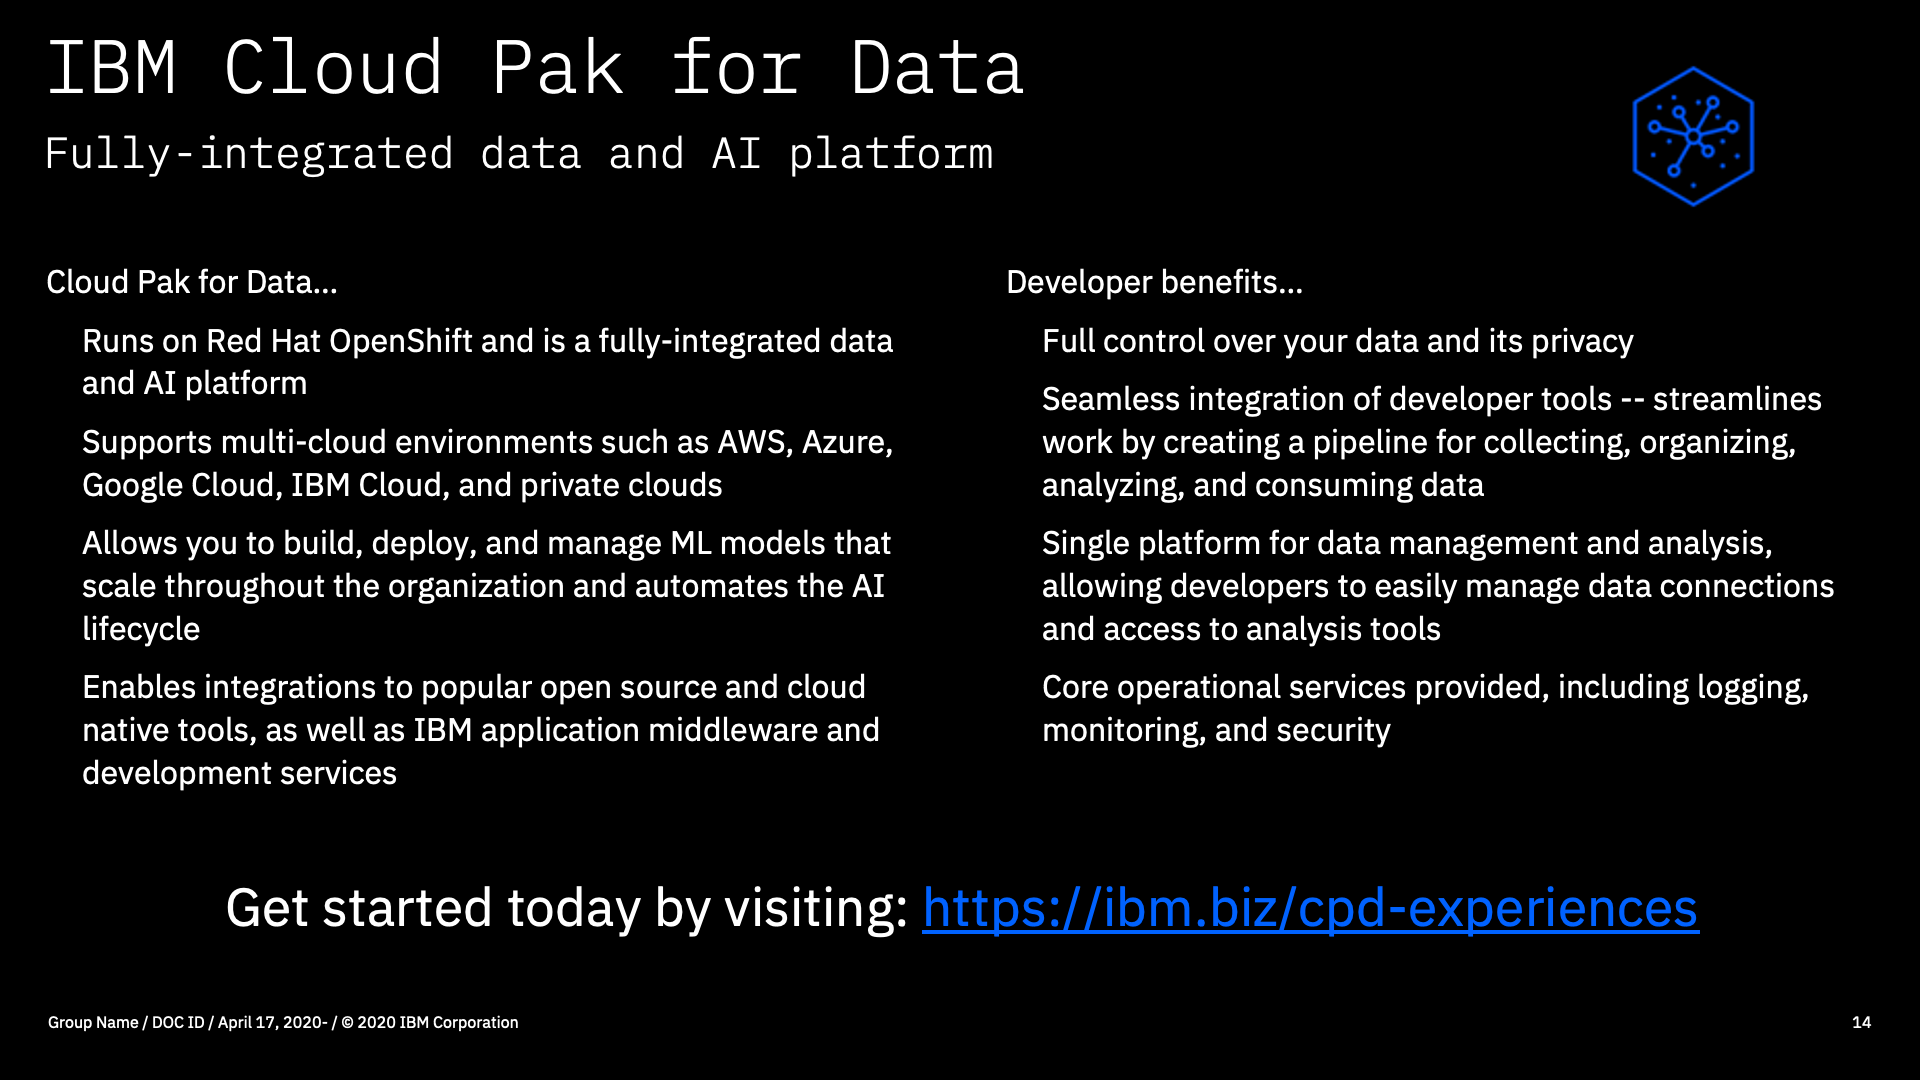 IBM Cloud Pak for Data
Fully-integrated data and AI platform
Cloud Pak for Data...
Runs on Red Hat OpenShift and is a fully-integrated data
and AI platform
Supports multi-cloud environments such as AWS, Azure,
Google Cloud, IBM Cloud, and private clouds
Allows you to build, deploy, and manage ML models that
scale throughout the organization and automates the AI
lifecycle
Enables integrations to popular open source and cloud
native tools, as well as IBM application middleware and
development services
Developer benefits...
Full control over your data and its privacy
Seamless integration of developer tools -- streamlines
work by creating a pipeline for collecting, organizing,
analyzing, and consuming data
Single platform for data management and analysis,
allowing developers to easily manage data connections
and access to analysis tools
Core operational services provided, including logging,
monitoring, and security
Get started today by visiting: https://ibm.biz/cpd-experiences
Group Name / DOC ID / April 17, 2020- / © 2020 IBM Corporation
14